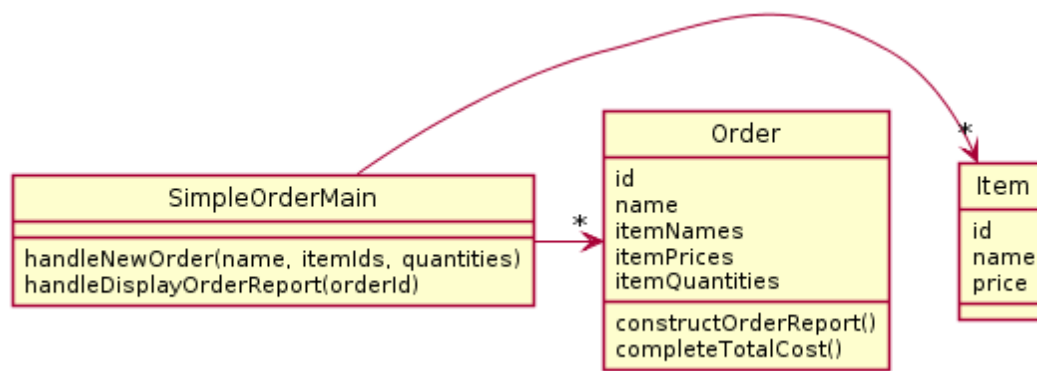 SimpleOrderMain
handleNewOrder(name, itemIds, quantities)
handleDisplayOrderReport(orderId)
*
Order
id
name
itemNames
itemPrices
itemQuantities
constructOrderReport()
completeTotalCost()
*
Item
id
name
price